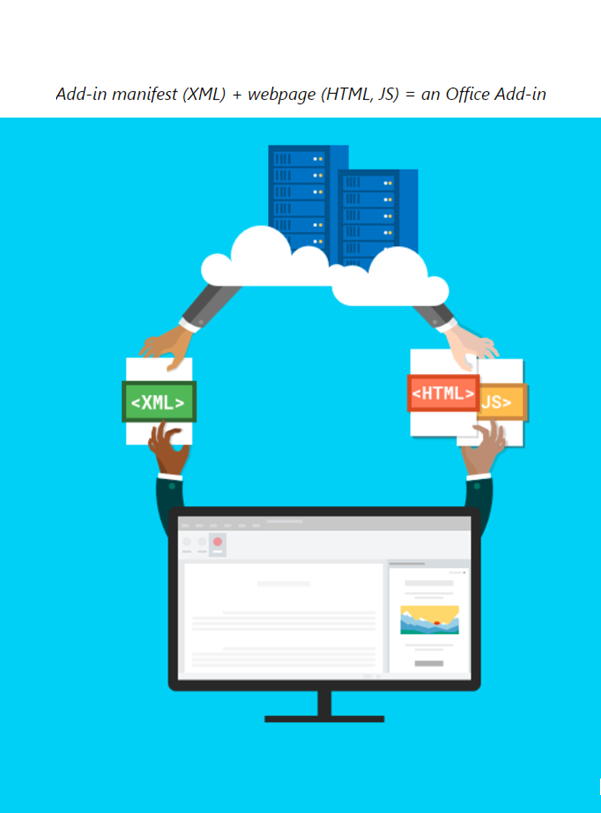 Add-in manifest (XML) + webpage (HTML, JS) = an Office Add-in
<XML>
<HTML>
JS>